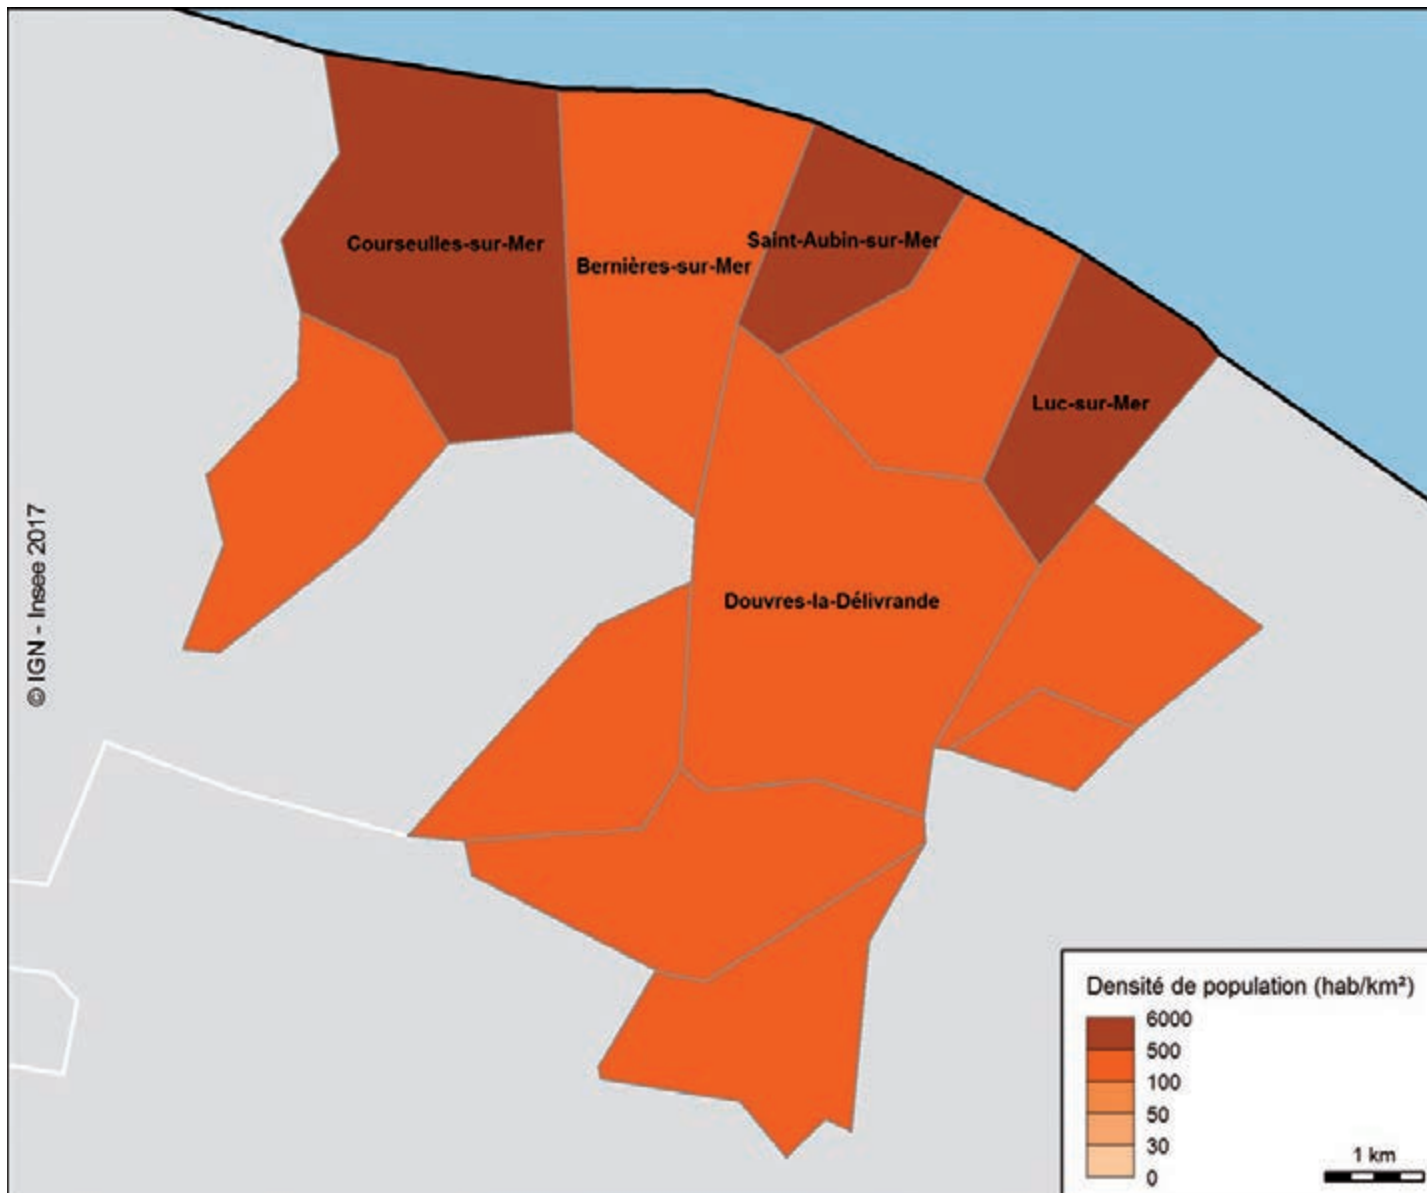 Courseulles-sur-Mer
Bernières-sur-Mer
Saint-Aubin-sur-Mer
Luc-sur-Mer
Douvres-la-Délivrande
© IGN - Insee 2017
Densité de population (hab/km²)
6000
500
100
50
30
0
1 km